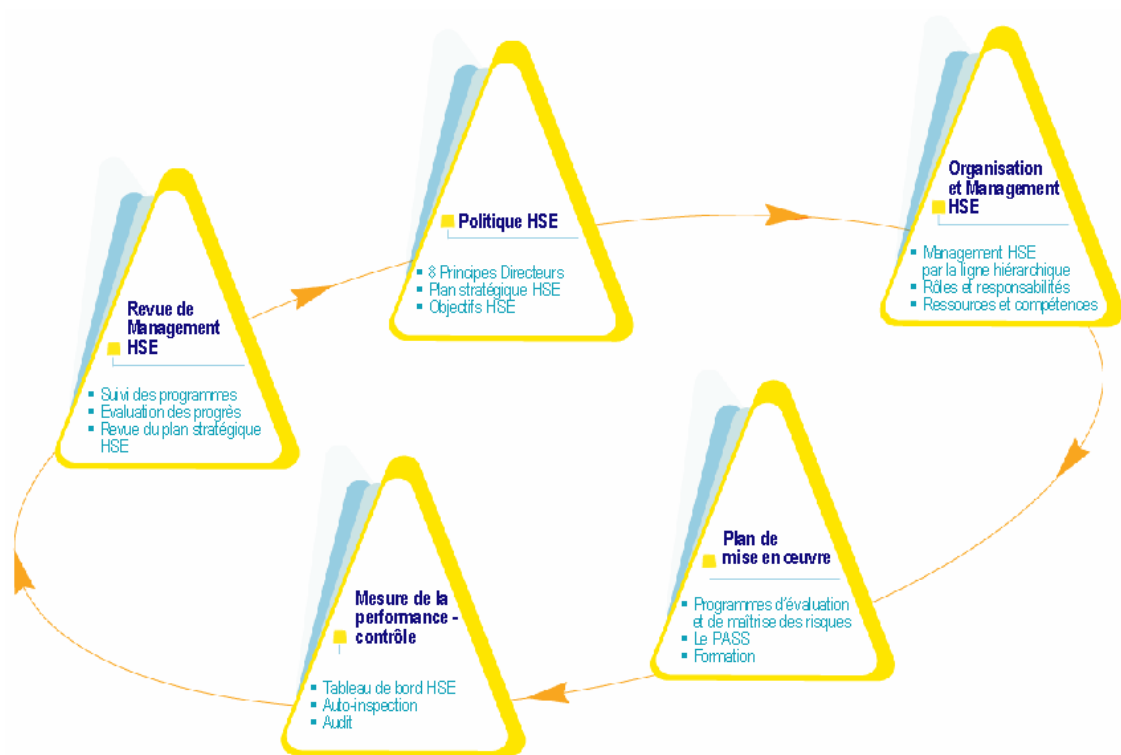 Politique HSE
▪ 8 Principes Directeurs
▪ Plan stratégique HSE
▪ Objectifs HSE
Organisation
et Management
HSE
▪ Management HSE
par la ligne hiérarchique
▪ Rôles et responsabilités
▪ Ressources et compétences
Plan de
mise en œuvre
▪ Programmes d'évaluation
et de maîtrise des risques
▪ Le PASS
▪ Formation
Mesure de la
performance -
contrôle
▪ Tableau de bord HSE
▪ Auto-inspection
▪ Audit
Revue de
Management
HSE
▪ Suivi des programmes
▪ Evaluation des progrès
▪ Revue du plan stratégique
HSE